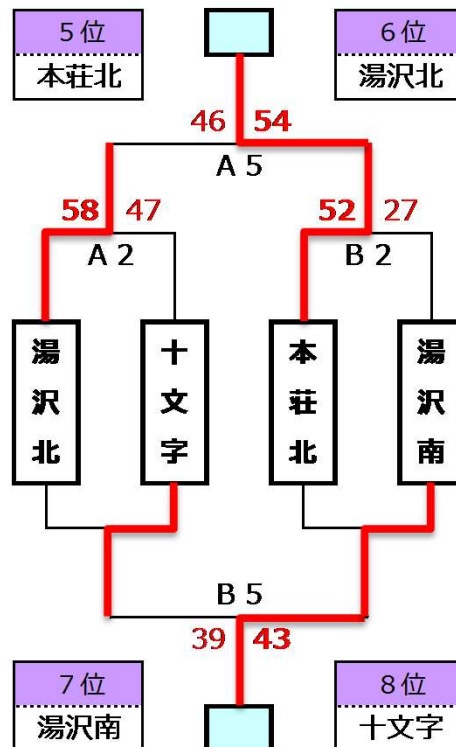 5位
本荘北
6位
湯沢北
46 54
A5
58 47
A2
52 27
B2
湯沢北
十文字
本荘北
湯沢南
B5
39 43
7位
湯沢南
8位
十文字